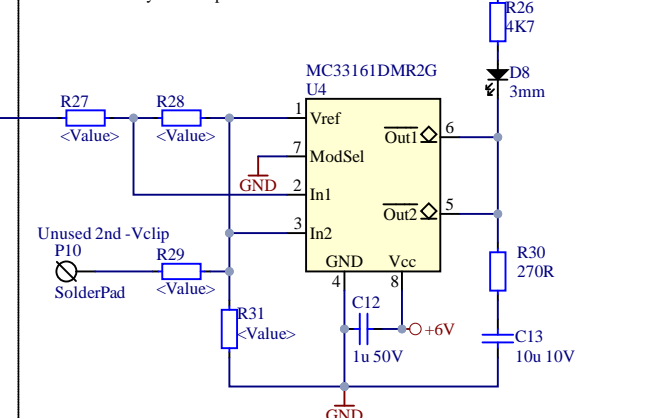 R26
4K7
MC33161DMR2G
U4
D8
3mm
R27
R28
<Value>
<Value>
1
Vref
Out1
6
7
ModSel
GND
2
In1
Out2
5
3
In2
Unused 2nd -Vclip
P10
R29
SolderPad
<Value>
GND
Vcc
4
8
R30
270R
R31
<Value>
C12
+6V
1u 50V
C13
10u 10V
GND